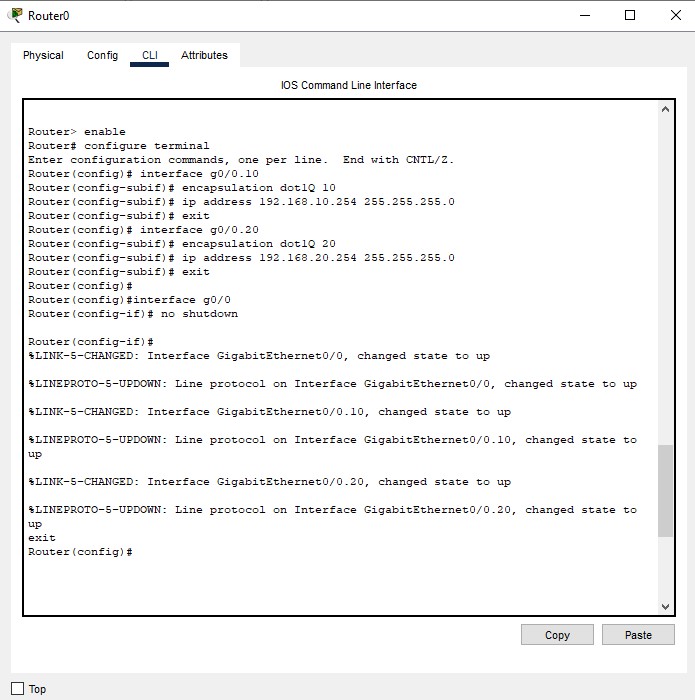 Router0
Physical Config CLI Attributes
IOS Command Line Interface
Router> enable
Router# configure terminal
Enter configuration commands, one per line.  End with CNTL/Z.
Router(config)# interface g0/0.10
Router(config-subif)# encapsulation dot1Q 10
Router(config-subif)# ip address 192.168.10.254 255.255.255.0
Router(config-subif)# exit
Router(config)# interface g0/0.20
Router(config-subif)# encapsulation dot1Q 20
Router(config-subif)# ip address 192.168.20.254 255.255.255.0
Router(config-subif)# exit
Router(config)#
Router(config)#interface g0/0
Router(config-if)# no shutdown
Router(config-if)#
%LINK-5-CHANGED: Interface GigabitEthernet0/0, changed state to up
%LINEPROTO-5-UPDOWN: Line protocol on Interface GigabitEthernet0/0, changed state to up
%LINK-5-CHANGED: Interface GigabitEthernet0/0.10, changed state to up
%LINEPROTO-5-UPDOWN: Line protocol on Interface GigabitEthernet0/0.10, changed state to
up
%LINK-5-CHANGED: Interface GigabitEthernet0/0.20, changed state to up
%LINEPROTO-5-UPDOWN: Line protocol on Interface GigabitEthernet0/0.20, changed state to
up
exit
Router(config)#
Copy Paste
Top